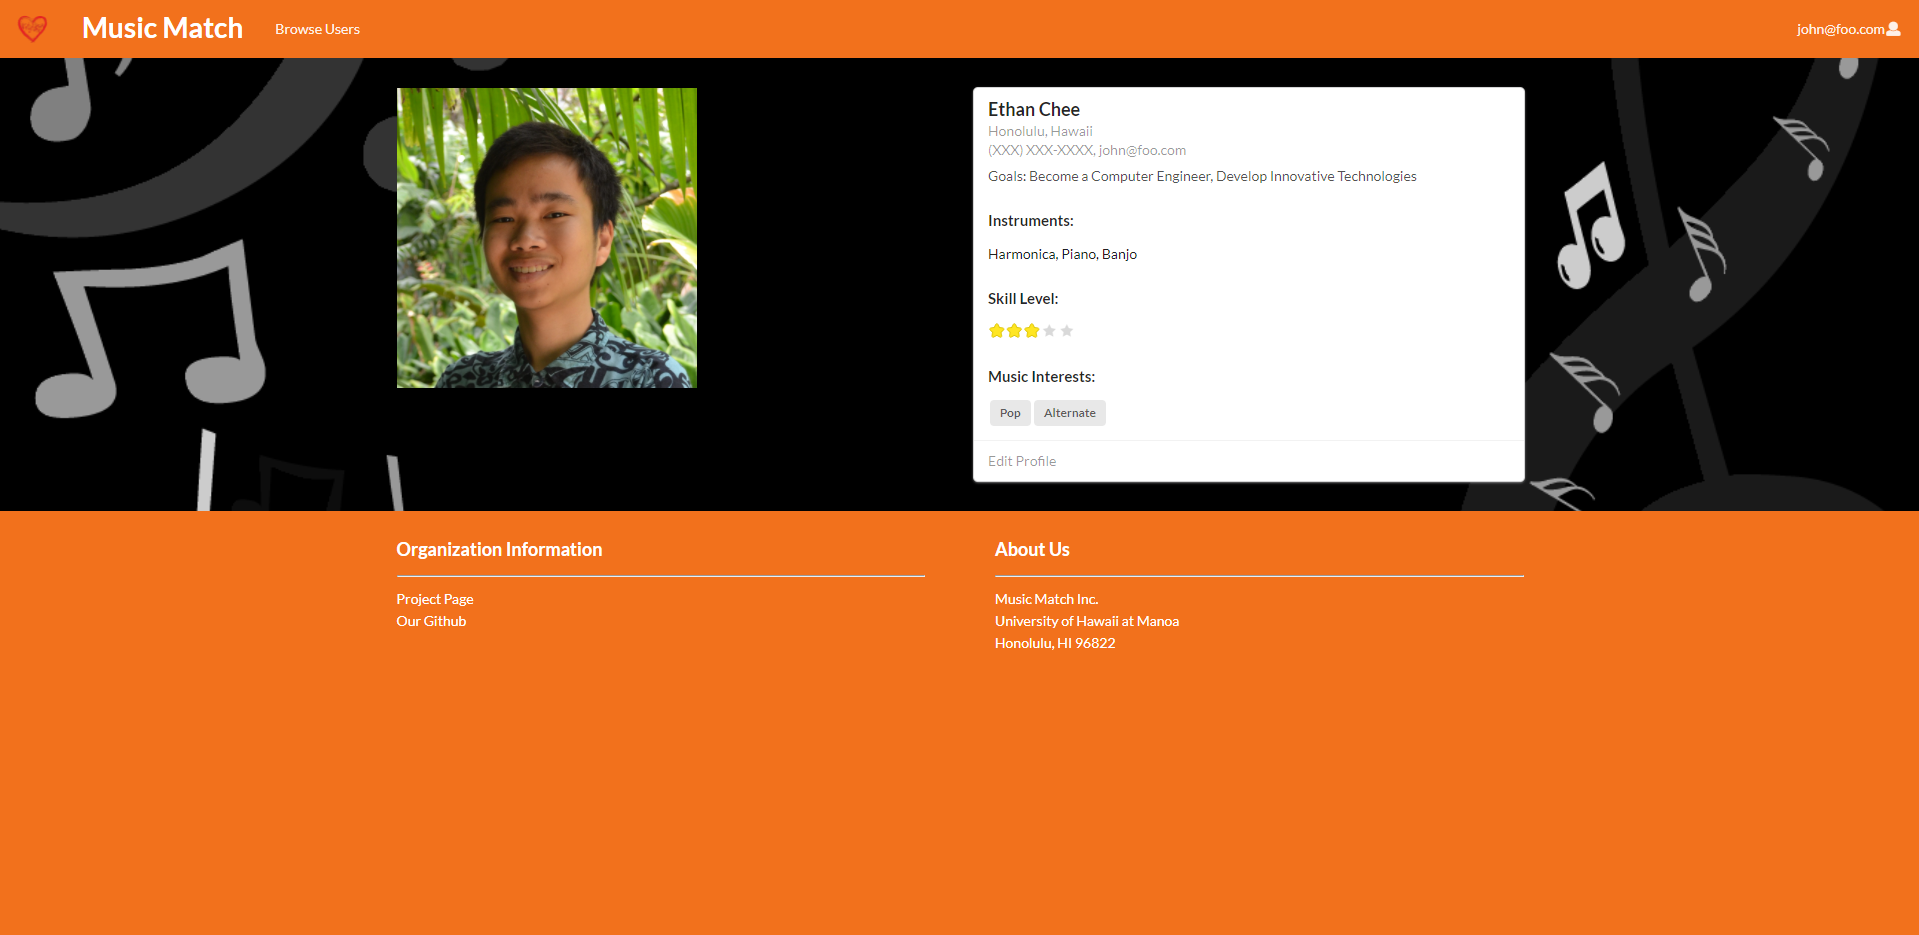 Music Match
Browse Users
john@foo.com
Ethan Chee
Honolulu, Hawaii
(XXX) XXX-XXXX, john@foo.com
Goals: Become a Computer Engineer, Develop Innovative Technologies
Instruments:
Harmonica, Piano, Banjo
Skill Level:
Music Interests:
Pop
Alternate
Edit Profile
Organization Information
Project Page
Our Github
About Us
Music Match Inc.
University of Hawaii at Manoa
Honolulu, HI 96822